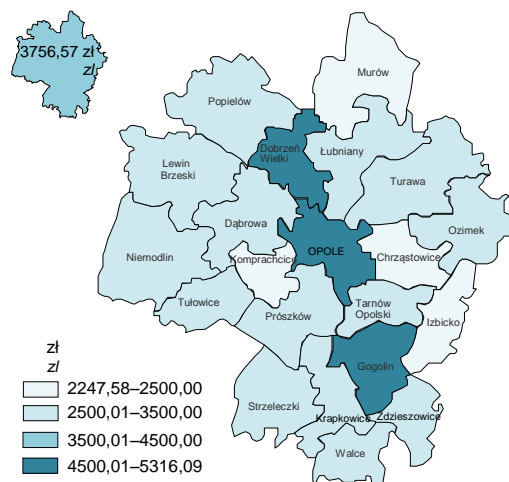 3756,57 zł
zl
Murów
Popielów
Dobrzeń
Wielki
Łubniany
Lewin
Brzeski
Turawa
Dąbrowa
Ozimek
Niemodlin
Komprachcice
OPOLE
Chrząstowice
Tułowice
Prószków
Tarnów
Opolski
Izbicko
Gogolin
Strzeleczki
Krapkowice
Zdzieszowice
Walce
zł
zl
2247,58–2500,00
2500,01–3500,00
3500,01–4500,00
4500,01–5316,09